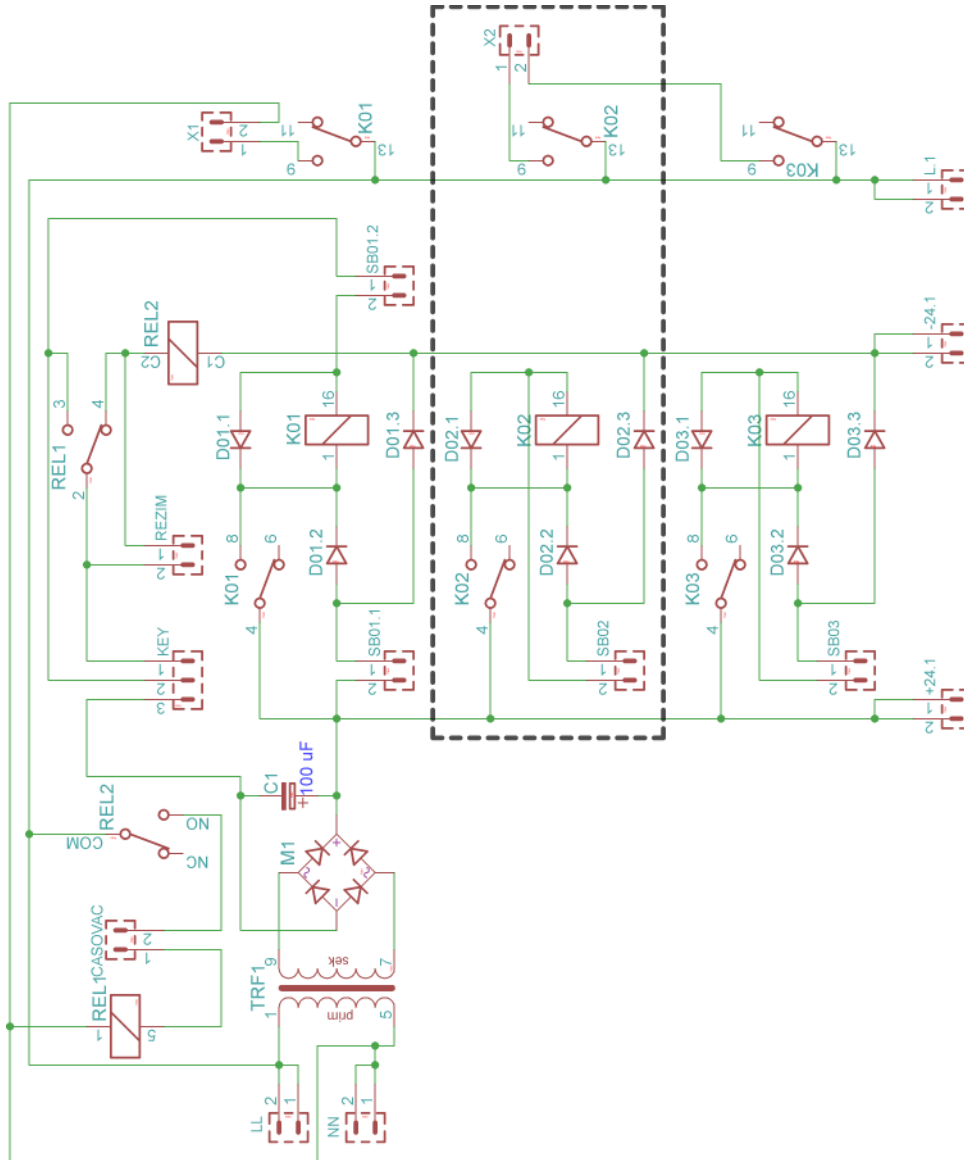 X2
1
2
X1
2
1
11
K01
13
9
11
K02
13
9
11
13
K03
9
L.1
1
2
SB01.2
1
2
REL2
C2
C1
-24.1
1
2
3
4
REL1
2
D01.1
K01
16
1
D01.3
D02.1
K02
16
1
D02.3
D03.1
K03
16
1
D03.3
REZIM
1
2
8
6
K01
4
D01.2
8
6
K02
4
D02.2
8
6
K03
4
D03.2
KEY
1
2
3
SB01.1
1
2
SB02
1
2
SB03
1
2
+24.1
1
2
C1
+
100 uF
REL2
COM
NO
NC
M1
+
-
CASOVAC
2
1
REL1
1
5
TRF1
9
sek
7
1
prim
5
LL
2
1
NN
2
1